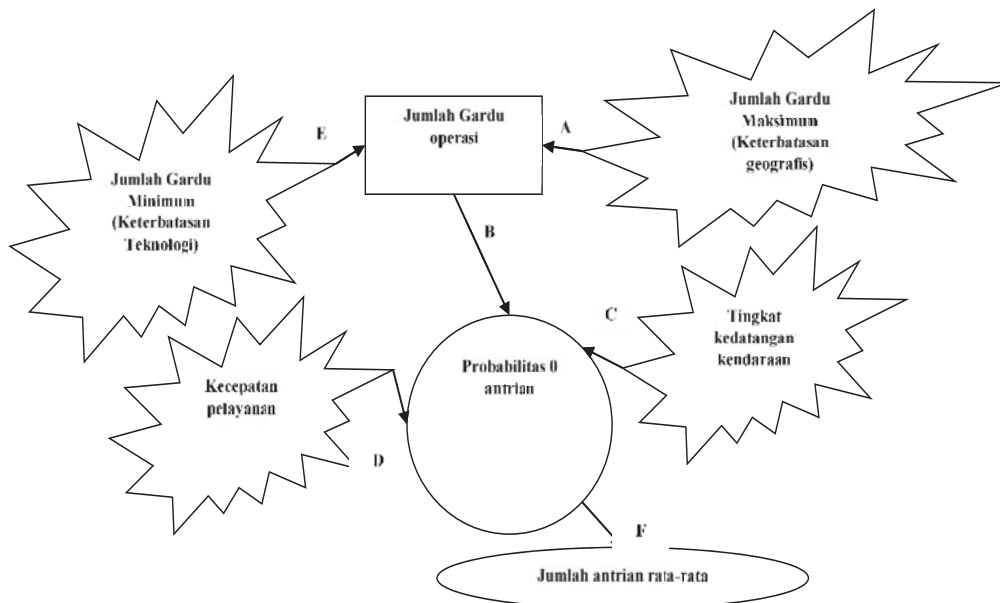 Jumlah Gardu
operasi
E
A
Jumlah Gardu
Maksimun
(Keterbatasan
geografis)
Jumlah Gardu
Minimum
(Keterbatasan
Teknologi)
B
C
Tingkat
kedatangan
kendaraan
Probabilitas 0
antrian
Kecepatan
pelayanan
D
F
Jumlah antrian rata-rata